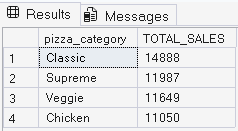 Results Messages
pizza_category TOTAL_SALES
1 Classic 14888
2 Supreme 11987
3 Veggie 11649
4 Chicken 11050